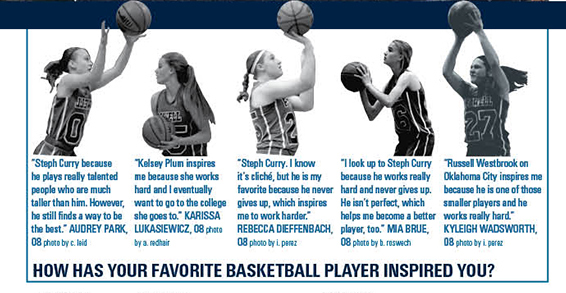 "Steph Curry because
he plays really talented
people who are much
taller than him. However,
he still finds a way to be
the best." AUDREY PARK,
08 photo by c. leid
"Kelsey Plum inspires
me because she works
hard and I eventually
want to go to the college
she goes to." KARISSA
LUKASIEWICZ, 08 photo
by a. redhair
"Steph Curry. I know
it's cliché, but he is my
favorite because he never
gives up, which inspires
me to work harder."
REBECCA DIEFFENBACH,
08 photo by i. perez
"I look up to Steph Curry
because he works really
hard and never gives up.
He isn't perfect, which
helps me become a better
player, too." MIA BRUE,
08 photo by b. roswech
"Russell Westbrook on
Oklahoma City inspires me
because he is one of those
smaller players and he
works really hard."
KYLEIGH WADSWORTH,
08 photo by i. perez
HOW HAS YOUR FAVORITE BASKETBALL PLAYER INSPIRED YOU?
0
27